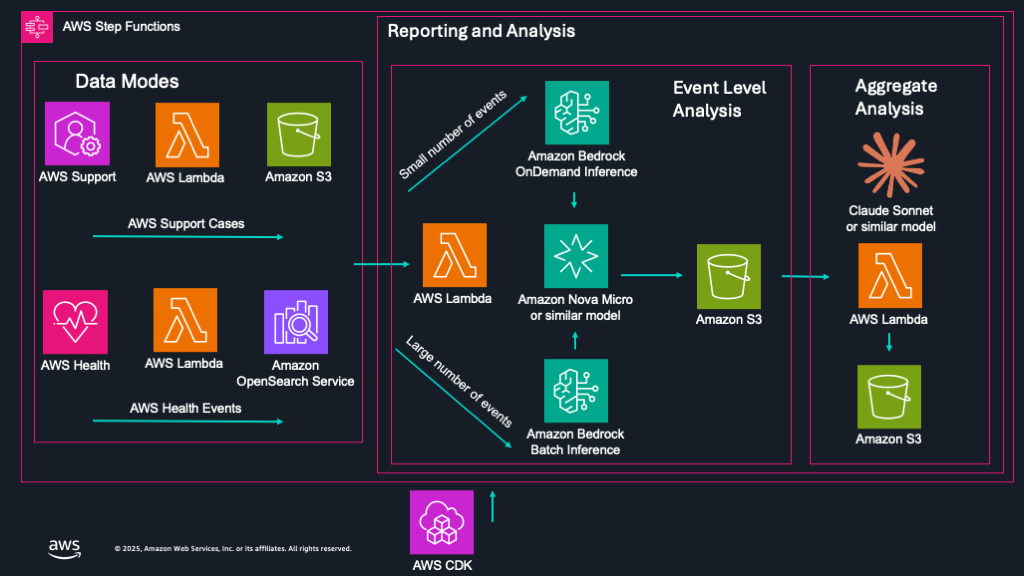 AWS Step Functions
Reporting and Analysis
Data Modes
AWS Support
AWS Lambda
Amazon S3
AWS Support Cases
AWS Health
AWS Lambda
Amazon
OpenSearch Service
AWS Health Events
Event Level
Analysis
Small number of events
Amazon Bedrock
OnDemand Inference
AWS Lambda
Amazon Nova Micro
or similar model
Amazon S3
Large number of events
Amazon Bedrock
Batch Inference
Aggregate
Analysis
Claude Sonnet
or similar model
AWS Lambda
Amazon S3
AWS CDK
aws
© 2025, Amazon Web Services, Inc. or its affiliates. All rights reserved.